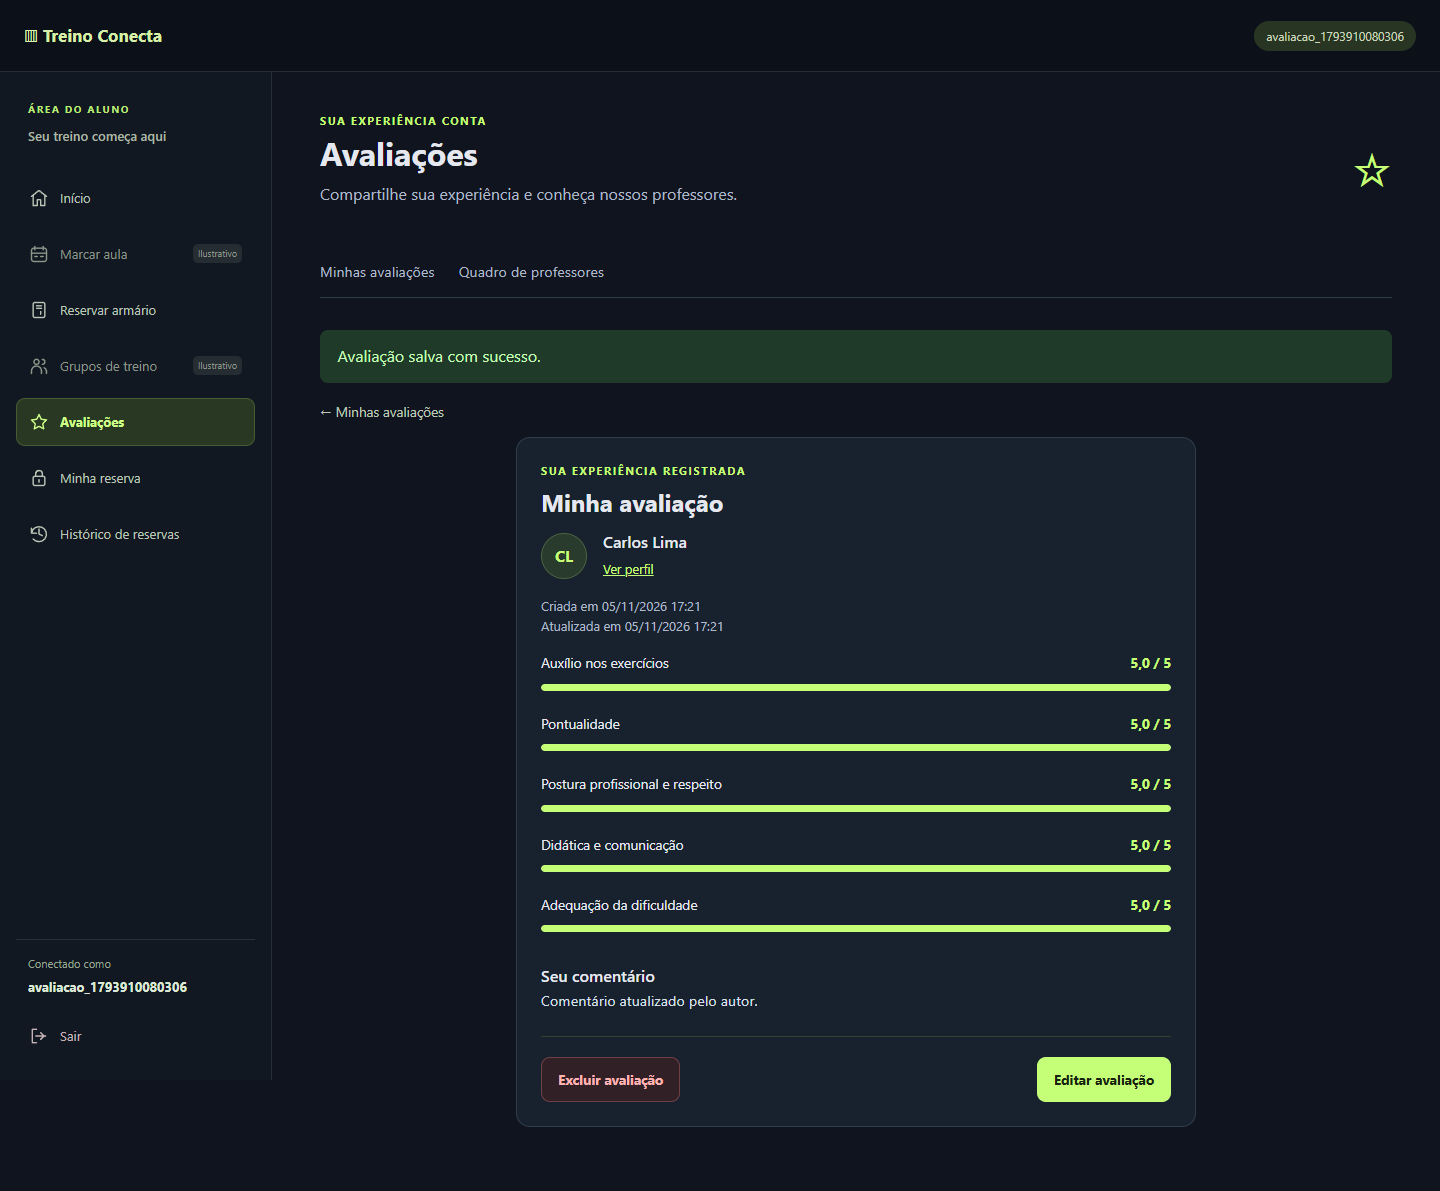 Treino Conecta
avaliacao_1793910080306
ÁREA DO ALUNO
Seu treino começa aqui
Início
Marcar aula
Ilustrativo
Reservar armário
Grupos de treino
Ilustrativo
Avaliações
Minha reserva
Histórico de reservas
Conectado como
avaliacao_1793910080306
Sair
SUA EXPERIÊNCIA CONTA
Avaliações
Compartilhe sua experiência e conheça nossos professores.
Minhas avaliações
Quadro de professores
Avaliação salva com sucesso.
← Minhas avaliações
SUA EXPERIÊNCIA REGISTRADA
Minha avaliação
CL
Carlos Lima
Ver perfil
Criada em 05/11/2026 17:21
Atualizada em 05/11/2026 17:21
Auxílio nos exercícios 5,0 / 5
Pontualidade 5,0 / 5
Postura profissional e respeito 5,0 / 5
Didática e comunicação 5,0 / 5
Adequação da dificuldade 5,0 / 5
Seu comentário
Comentário atualizado pelo autor.
Excluir avaliação
Editar avaliação